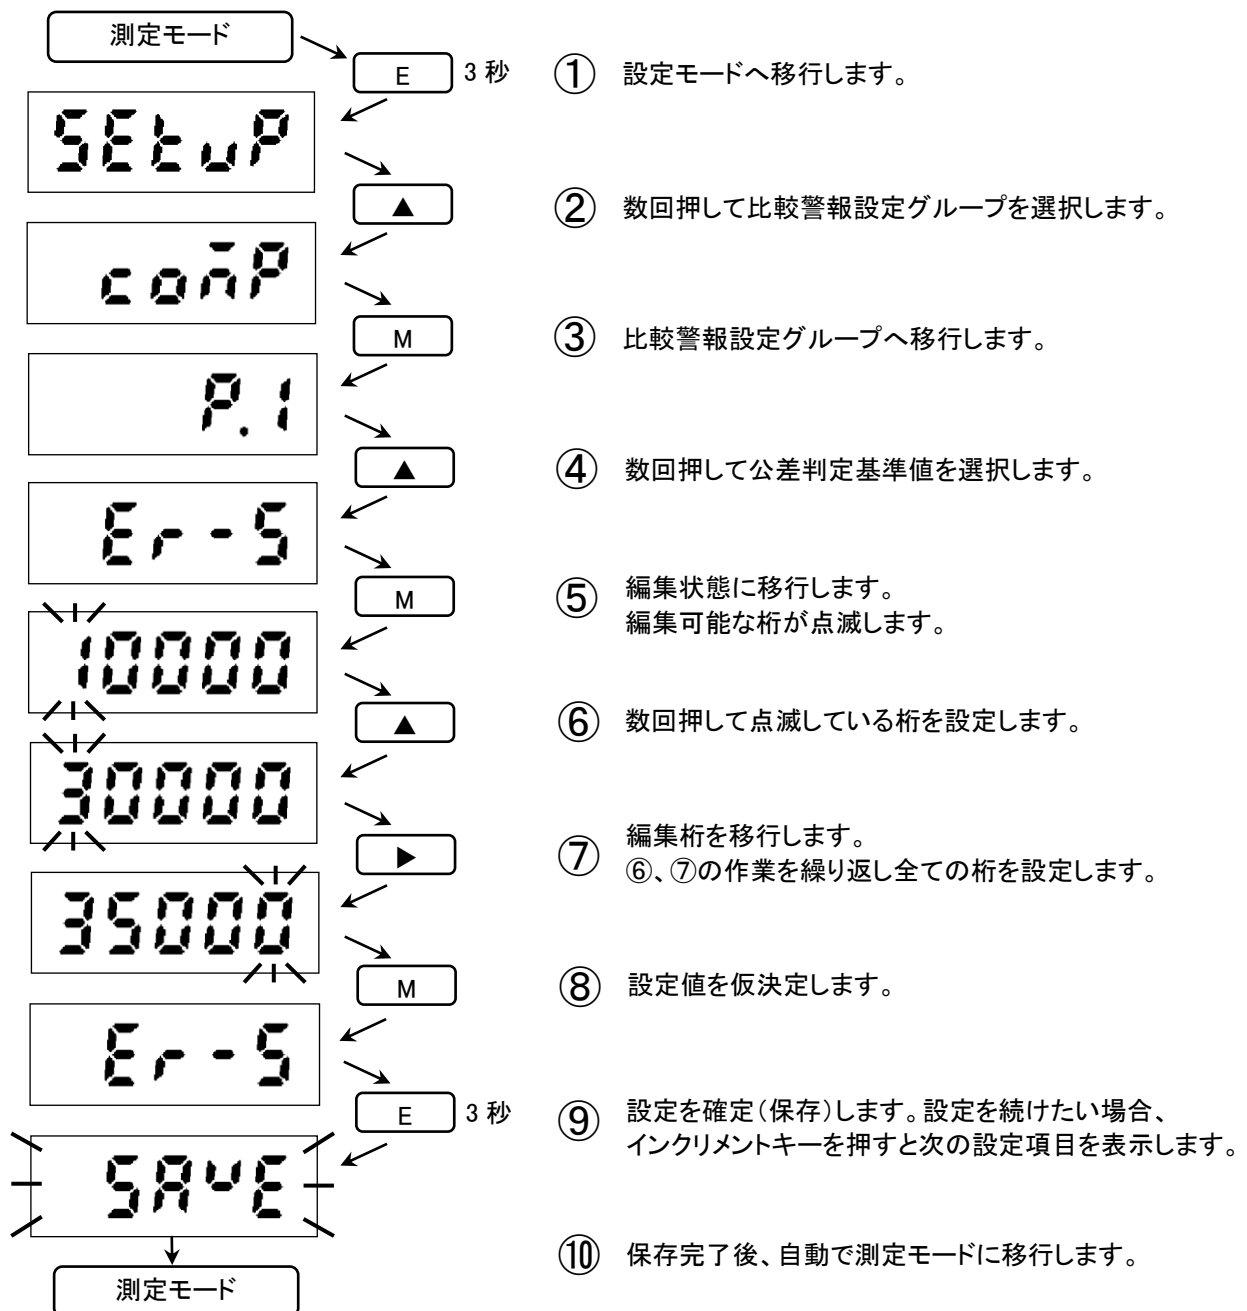 測定モード
E 3 秒 ① 設定モードへ移行します。
SEtuP
▲ ② 数回押して比較警報設定グループを選択します。
comP
M ③ 比較警報設定グループへ移行します。
P.1
▲ ④ 数回押して公差判定基準値を選択します。
Er-S
M ⑤ 編集状態に移行します。
編集可能な桁が点滅します。
10000
▲ ⑥ 数回押して点滅している桁を設定します。
30000
▶ ⑦ 編集桁を移行します。
⑥、⑦の作業を繰り返し全ての桁を設定します。
35000
M ⑧ 設定値を仮決定します。
Er-S
E 3 秒 ⑨ 設定を確定(保存)します。設定を続けたい場合、
インクリメントキーを押すと次の設定項目を表示します。
SAvE
⑩ 保存完了後、自動で測定モードに移行します。
測定モード